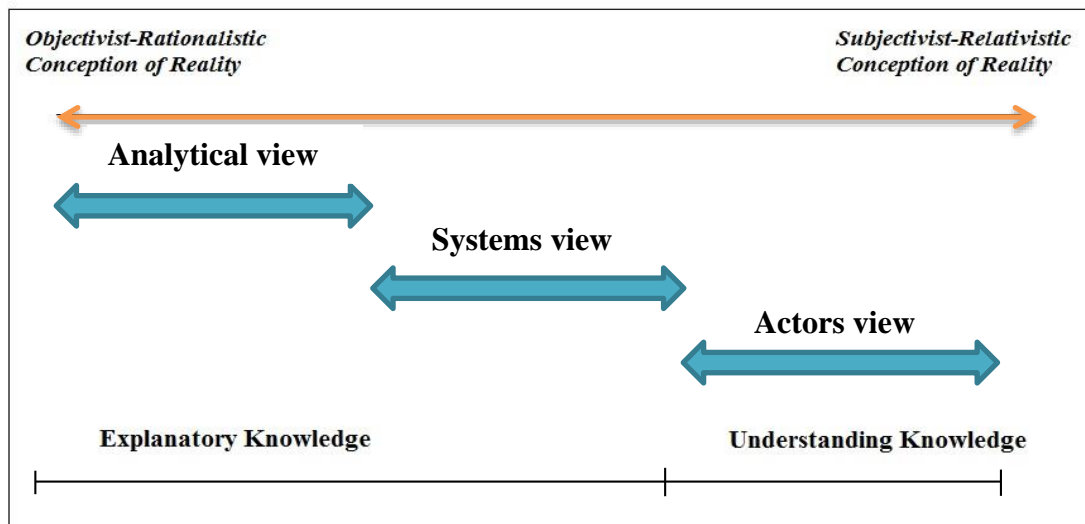 Objectivist-Rationalistic
Conception of Reality
Subjectivist-Relativistic
Conception of Reality
Analytical view
Systems view
Actors view
Explanatory Knowledge
Understanding Knowledge